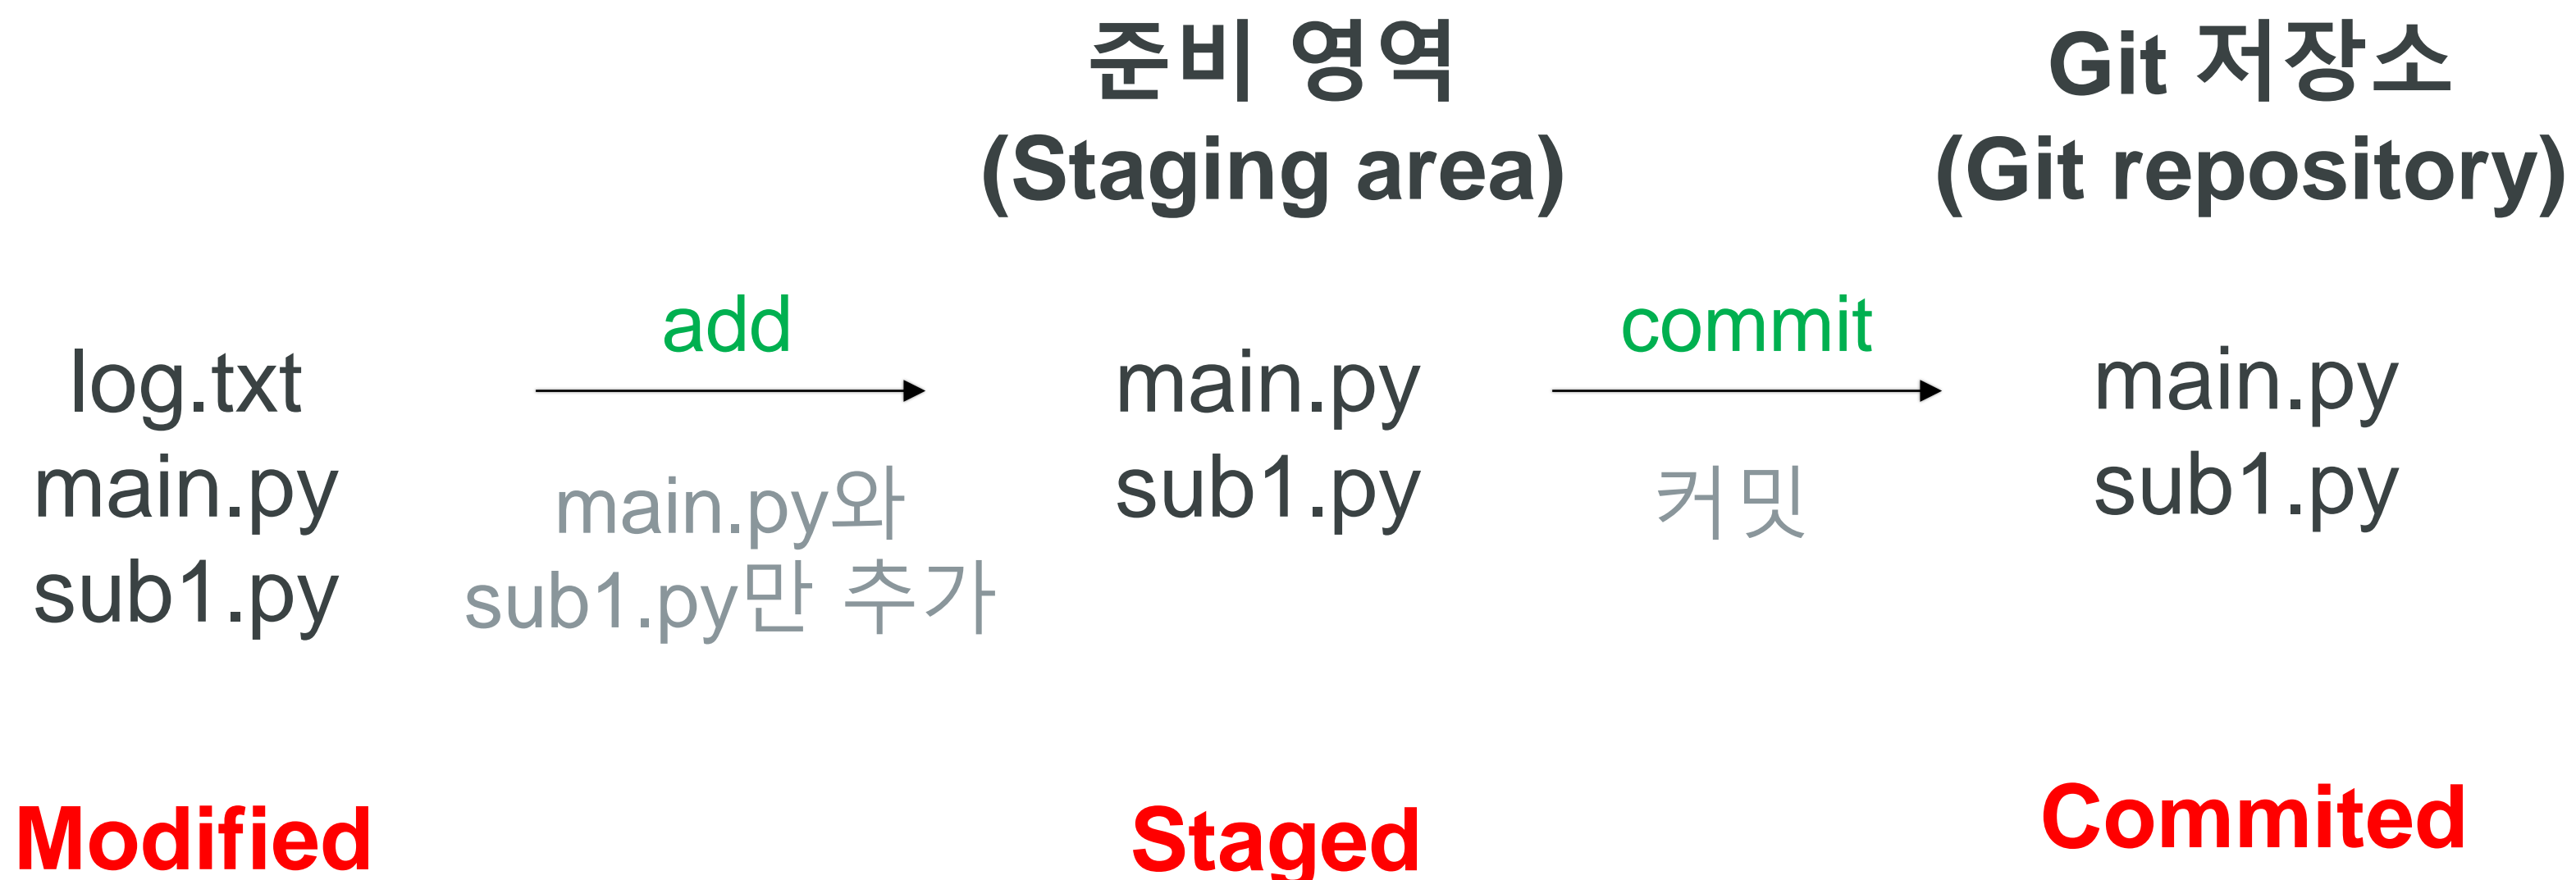 준비 영역
(Staging area)
Git 저장소
(Git repository)
log.txt
main.py
sub1.py
add
main.py와
sub1.py만 추가
main.py
sub1.py
commit
커밋
main.py
sub1.py
Modified
Staged
Commited